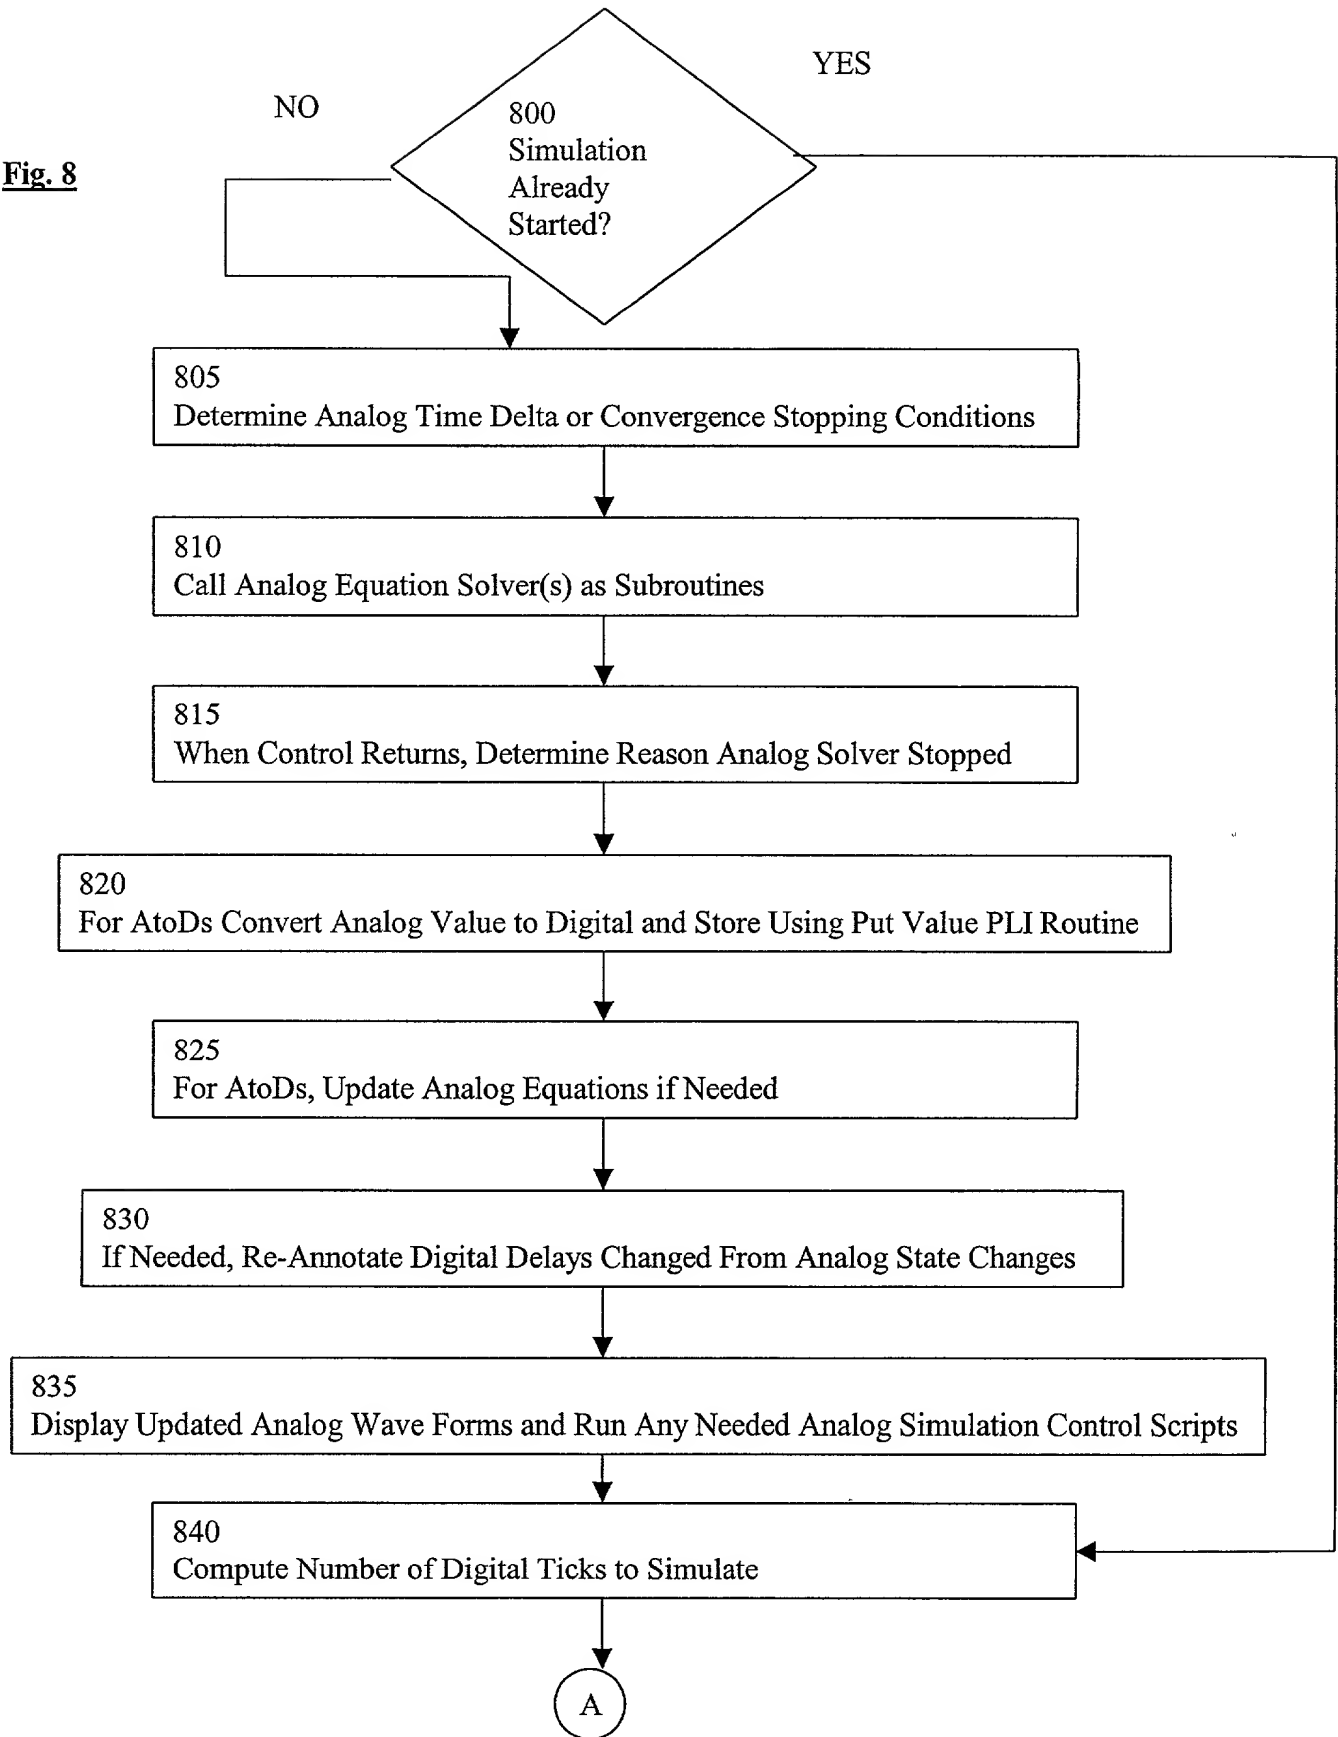 YES
NO
Fig. 8
800
Simulation
Already
Started?
805
Determine Analog Time Delta or Convergence Stopping Conditions
810
Call Analog Equation Solver(s) as Subroutines
815
When Control Returns, Determine Reason Analog Solver Stopped
820
For AtoDs Convert Analog Value to Digital and Store Using Put Value PLI Routine
825
For AtoDs, Update Analog Equations if Needed
830
If Needed, Re-Annotate Digital Delays Changed From Analog State Changes
835
Display Updated Analog Wave Forms and Run Any Needed Analog Simulation Control Scripts
840
Compute Number of Digital Ticks to Simulate
A